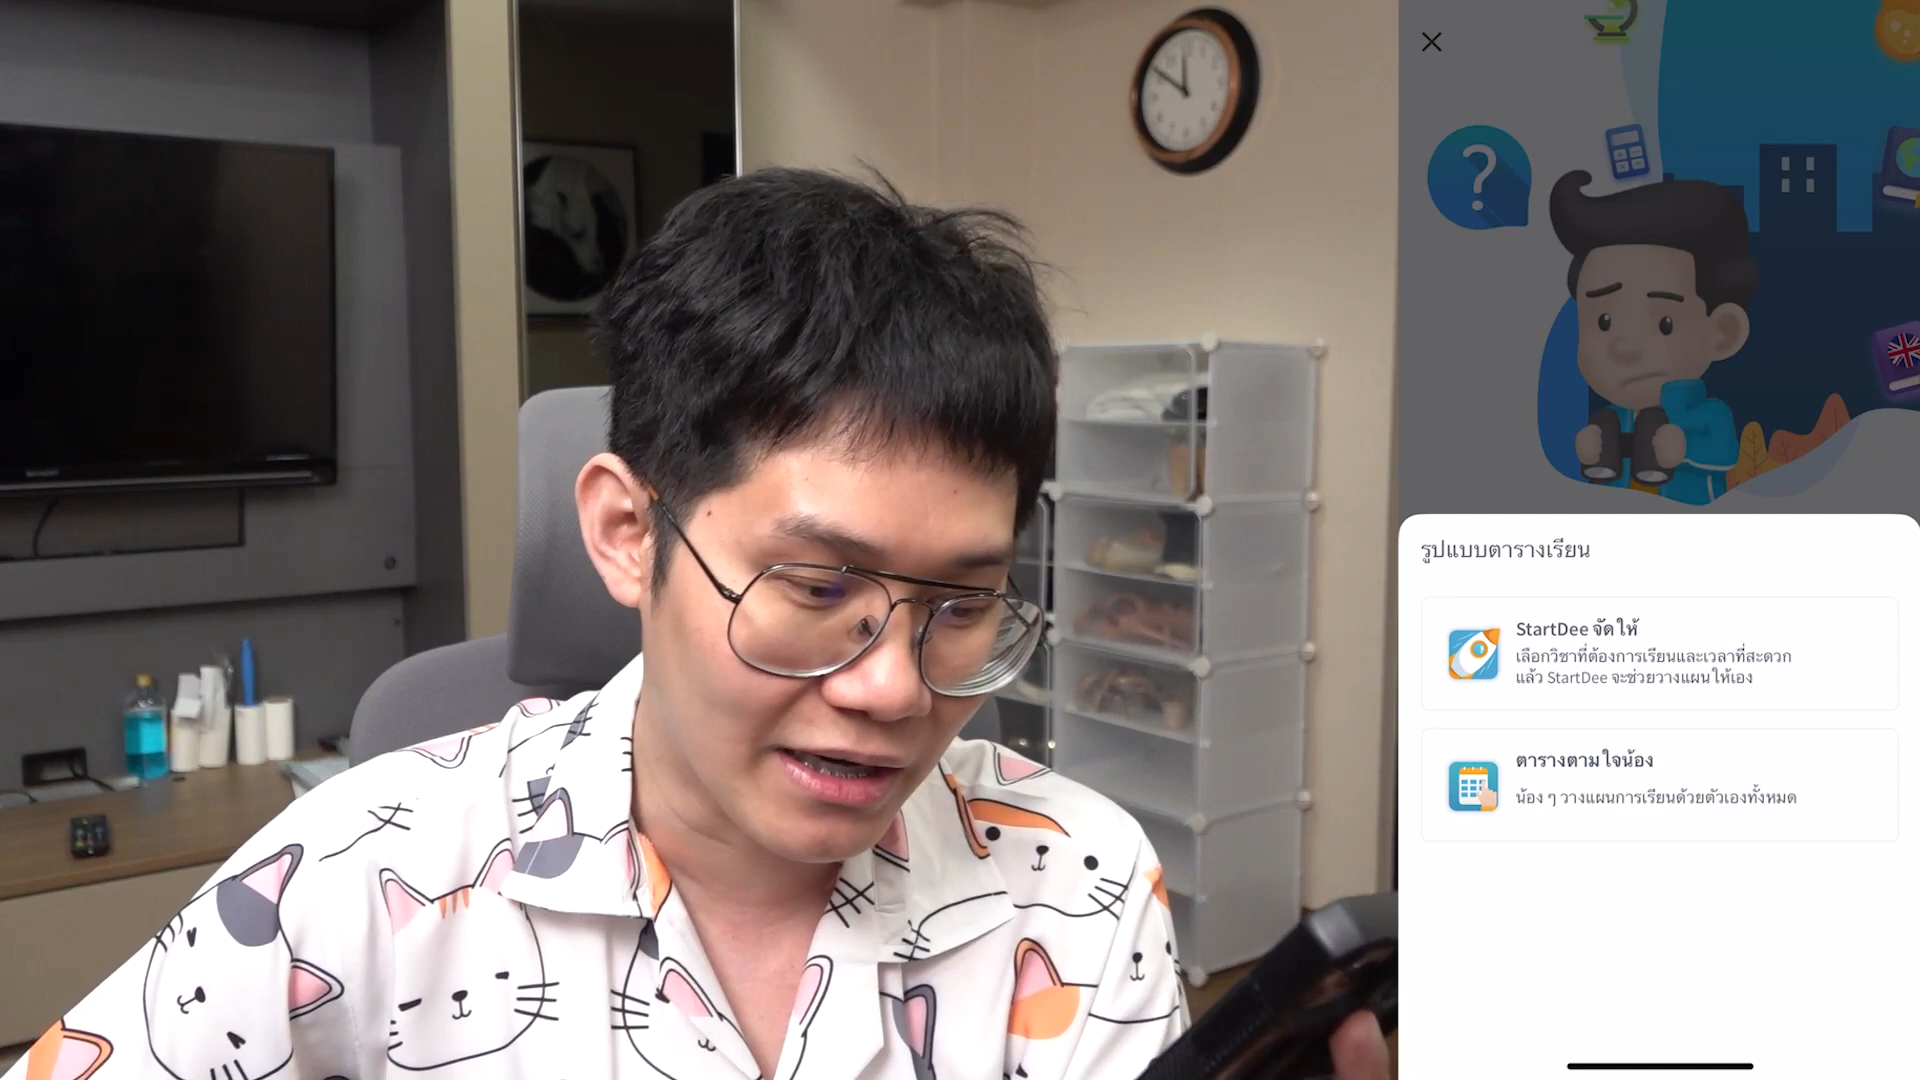 รูปแบบตารางเรียน
StartDee จัดให้
เลือกวิชาที่ต้องการเรียนและเวลาที่สะดวก
แล้ว StartDee จะช่วยวางแผนให้เอง
ตารางตามใจน้อง
น้อง ๆ วางแผนการเรียนด้วยตัวเองทั้งหมด